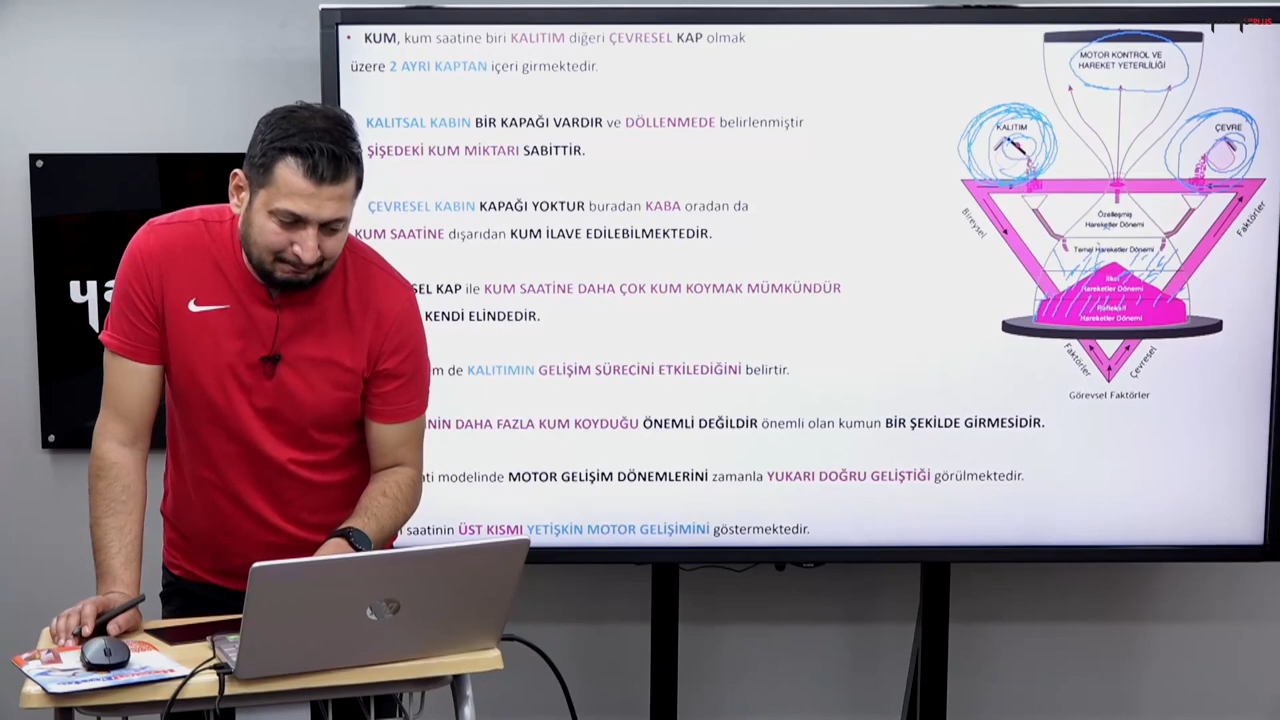 • KUM, kum saatine biri KALITIM diğeri ÇEVRESEL KAP olmak
üzere 2 AYRI KAPTAN içeri girmektedir.
KALITSAL KABIN BİR KAPAĞI VARDIR ve DÖLLENMEDE belirlenmiştir
ŞİŞEDEKİ KUM MİKTARI SABİTTİR.
ÇEVRESEL KABIN KAPAĞI YOKTUR buradan KABA oradan da
KUM SAATİNE dışarıdan KUM İLAVE EDİLEBİLMEKTEDİR.
SEL KAP ile KUM SAATİNE DAHA ÇOK KUM KOYMAK MÜMKÜNDÜR
KENDİ ELİNDEDİR.
m de KALITIMIN GELİŞİM SÜRECİNİ ETKİLEDİĞİNİ belirtir.
NİN DAHA FAZLA KUM KOYDUĞU ÖNEMLİ DEĞİLDİR önemli olan kumun BİR ŞEKİLDE GİRMESİDİR.
ti modelinde MOTOR GELİŞİM DÖNEMLERİNİ zamanla YUKARI DOĞRU GELİŞTİĞİ görülmektedir.
saatinin ÜST KISMI YETİŞKİN MOTOR GELİŞİMİNİ göstermektedir.
MOTOR KONTROL VE
HAREKET YETERLİLİĞİ
KALITIM
ÇEVRE
Bireysel
Faktörler
Özelleşmiş
Hareketler Dönemi
Temel Hareketler Dönemi
İlkel
Hareketler Dönemi
Refleksif
Hareketler Dönemi
Faktörler
Çevresel
Görevsel Faktörler
PLUS
ya